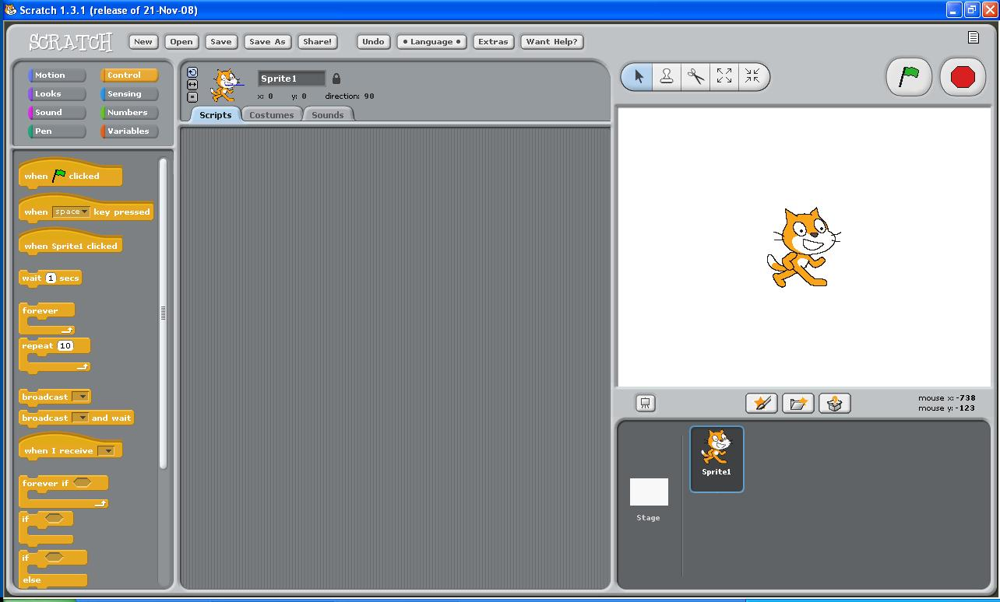 Scratch 1.3.1 (release of 21-Nov-08)
SCRATCH New Open Save Save As Share! Undo • Language • Extras Want Help?
Motion Control
Looks Sensing
Sound Numbers
Pen Variables
when clicked
when space key pressed
when Sprite1 clicked
wait 1 secs
forever
repeat 10
broadcast
broadcast and wait
when I receive
forever if
if
if
else
Sprite1
x: 0 y: 0 direction: 90
Scripts Costumes Sounds
mouse x: -738
mouse y: -123
Sprite1
Stage